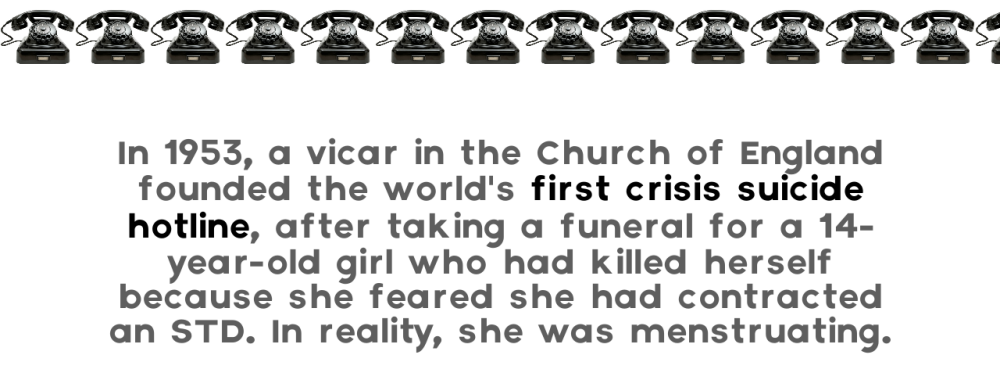 In 1953, a vicar in the Church of England
founded the world's first crisis suicide
hotline, after taking a funeral for a 14-
year-old girl who had killed herself
because she feared she had contracted
an STD. In reality, she was menstruating.